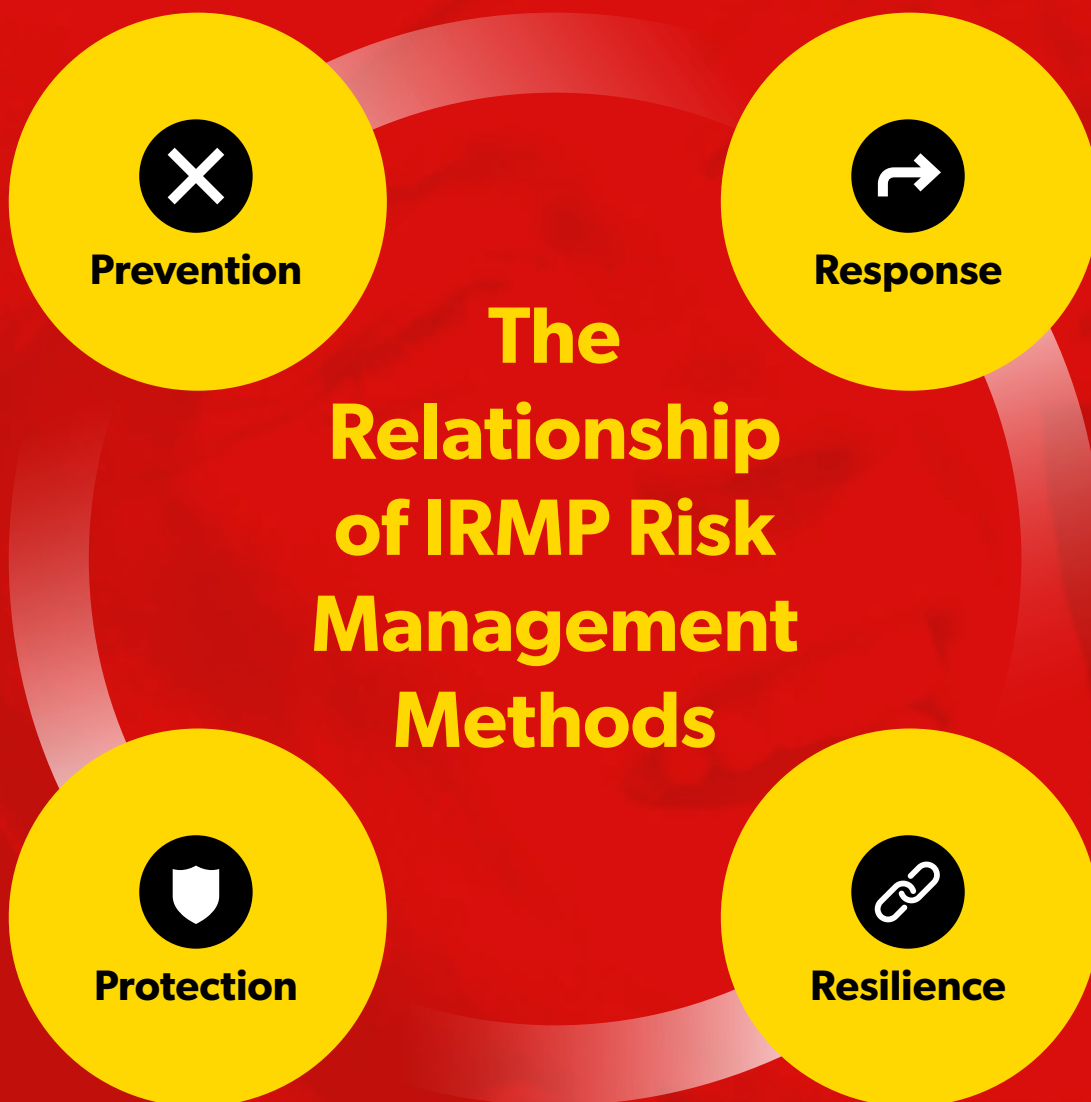 Prevention
Response
The
Relationship
of IRMP Risk
Management
Methods
Protection
Resilience